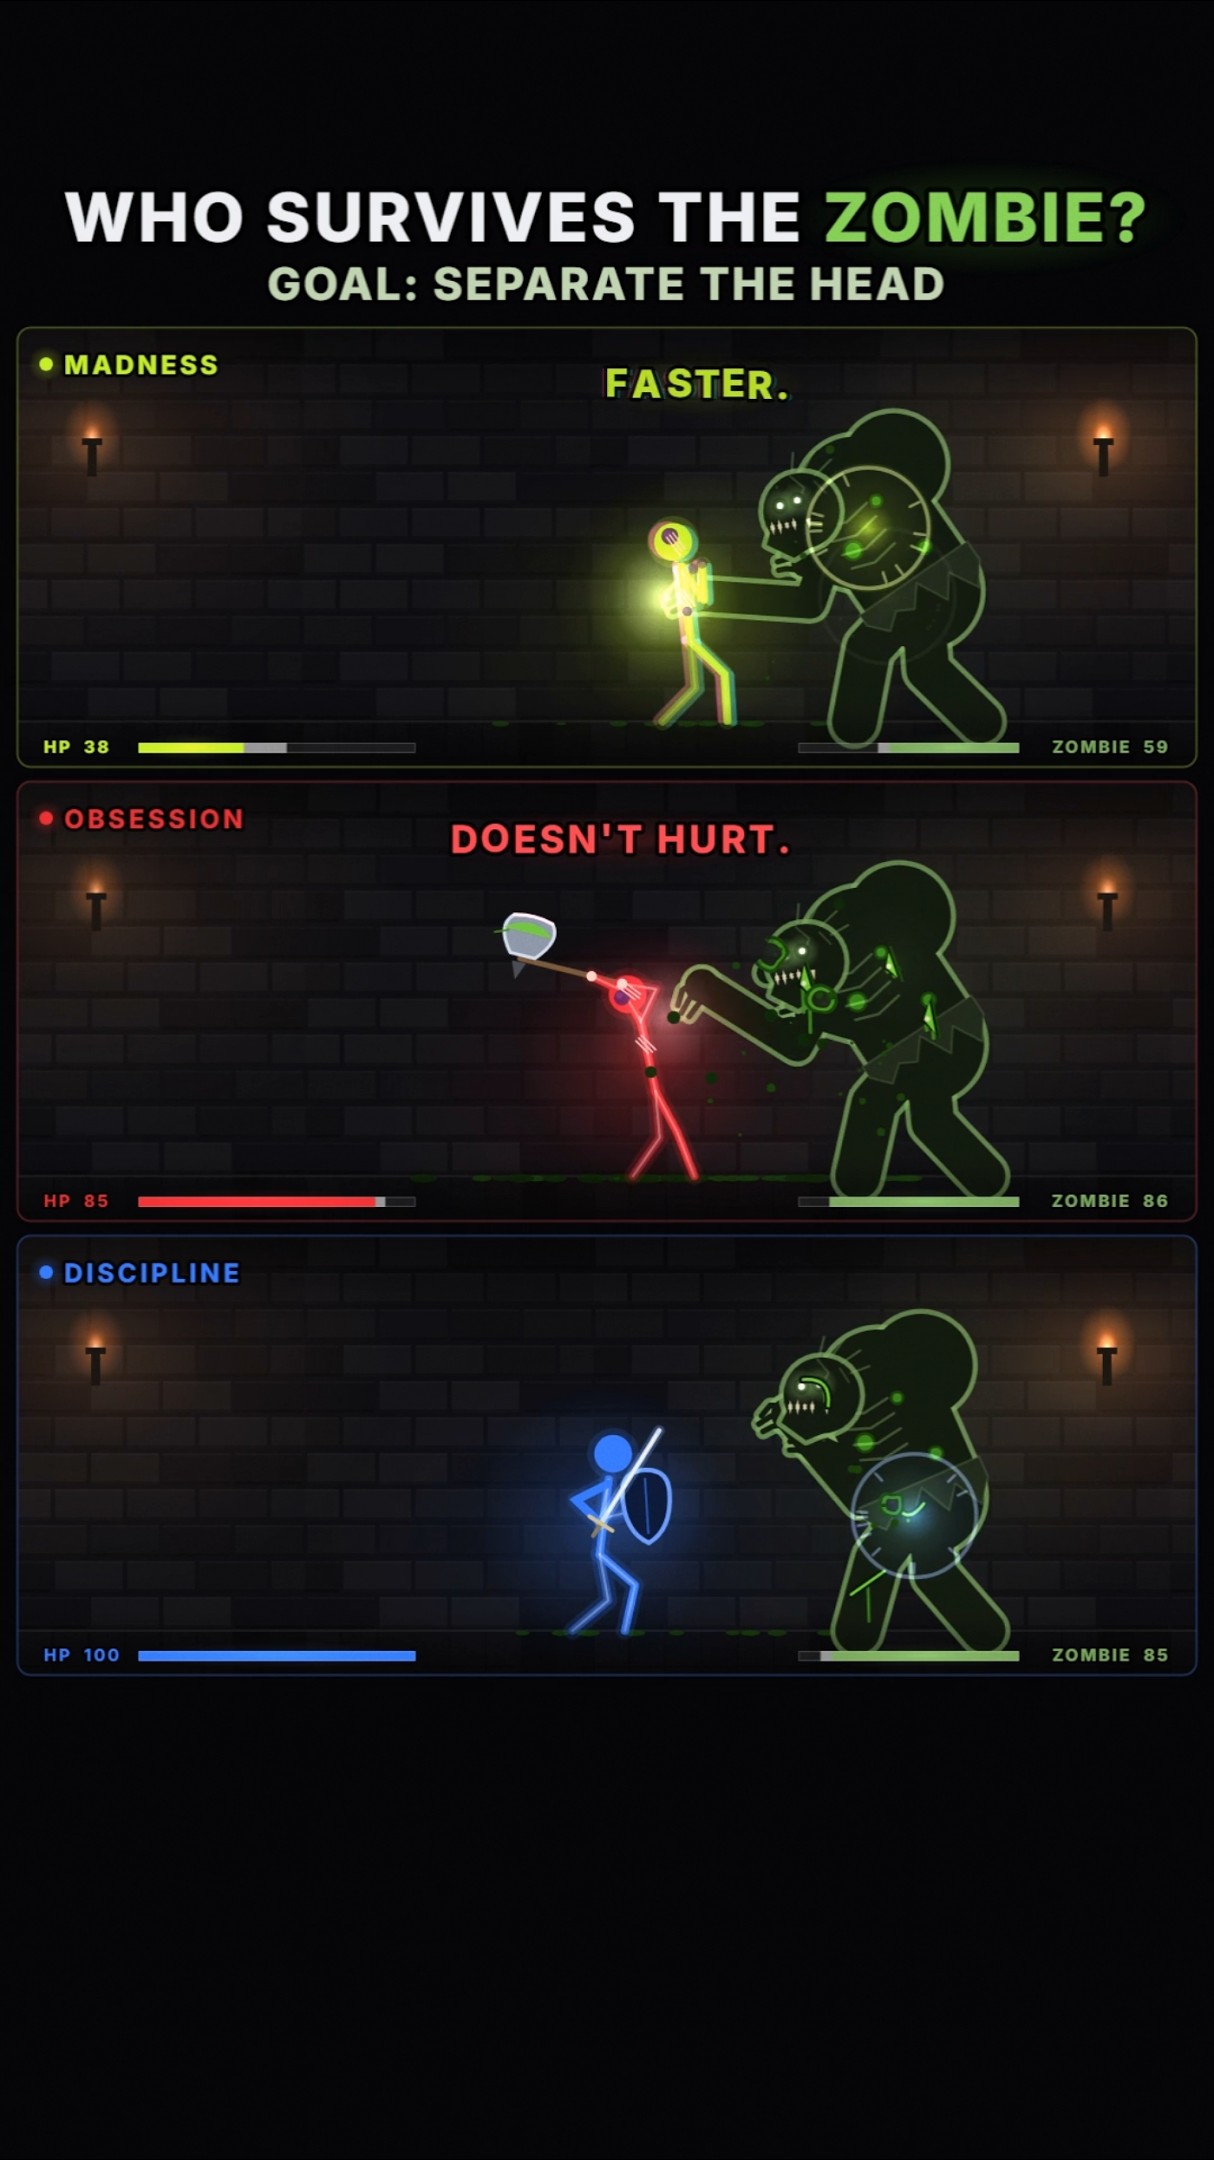 WHO SURVIVES THE ZOMBIE?
GOAL: SEPARATE THE HEAD
MADNESS
FASTER.
HP 38
ZOMBIE 59
OBSESSION
DOESN'T HURT.
HP 85
ZOMBIE 86
DISCIPLINE
HP 100
ZOMBIE 85